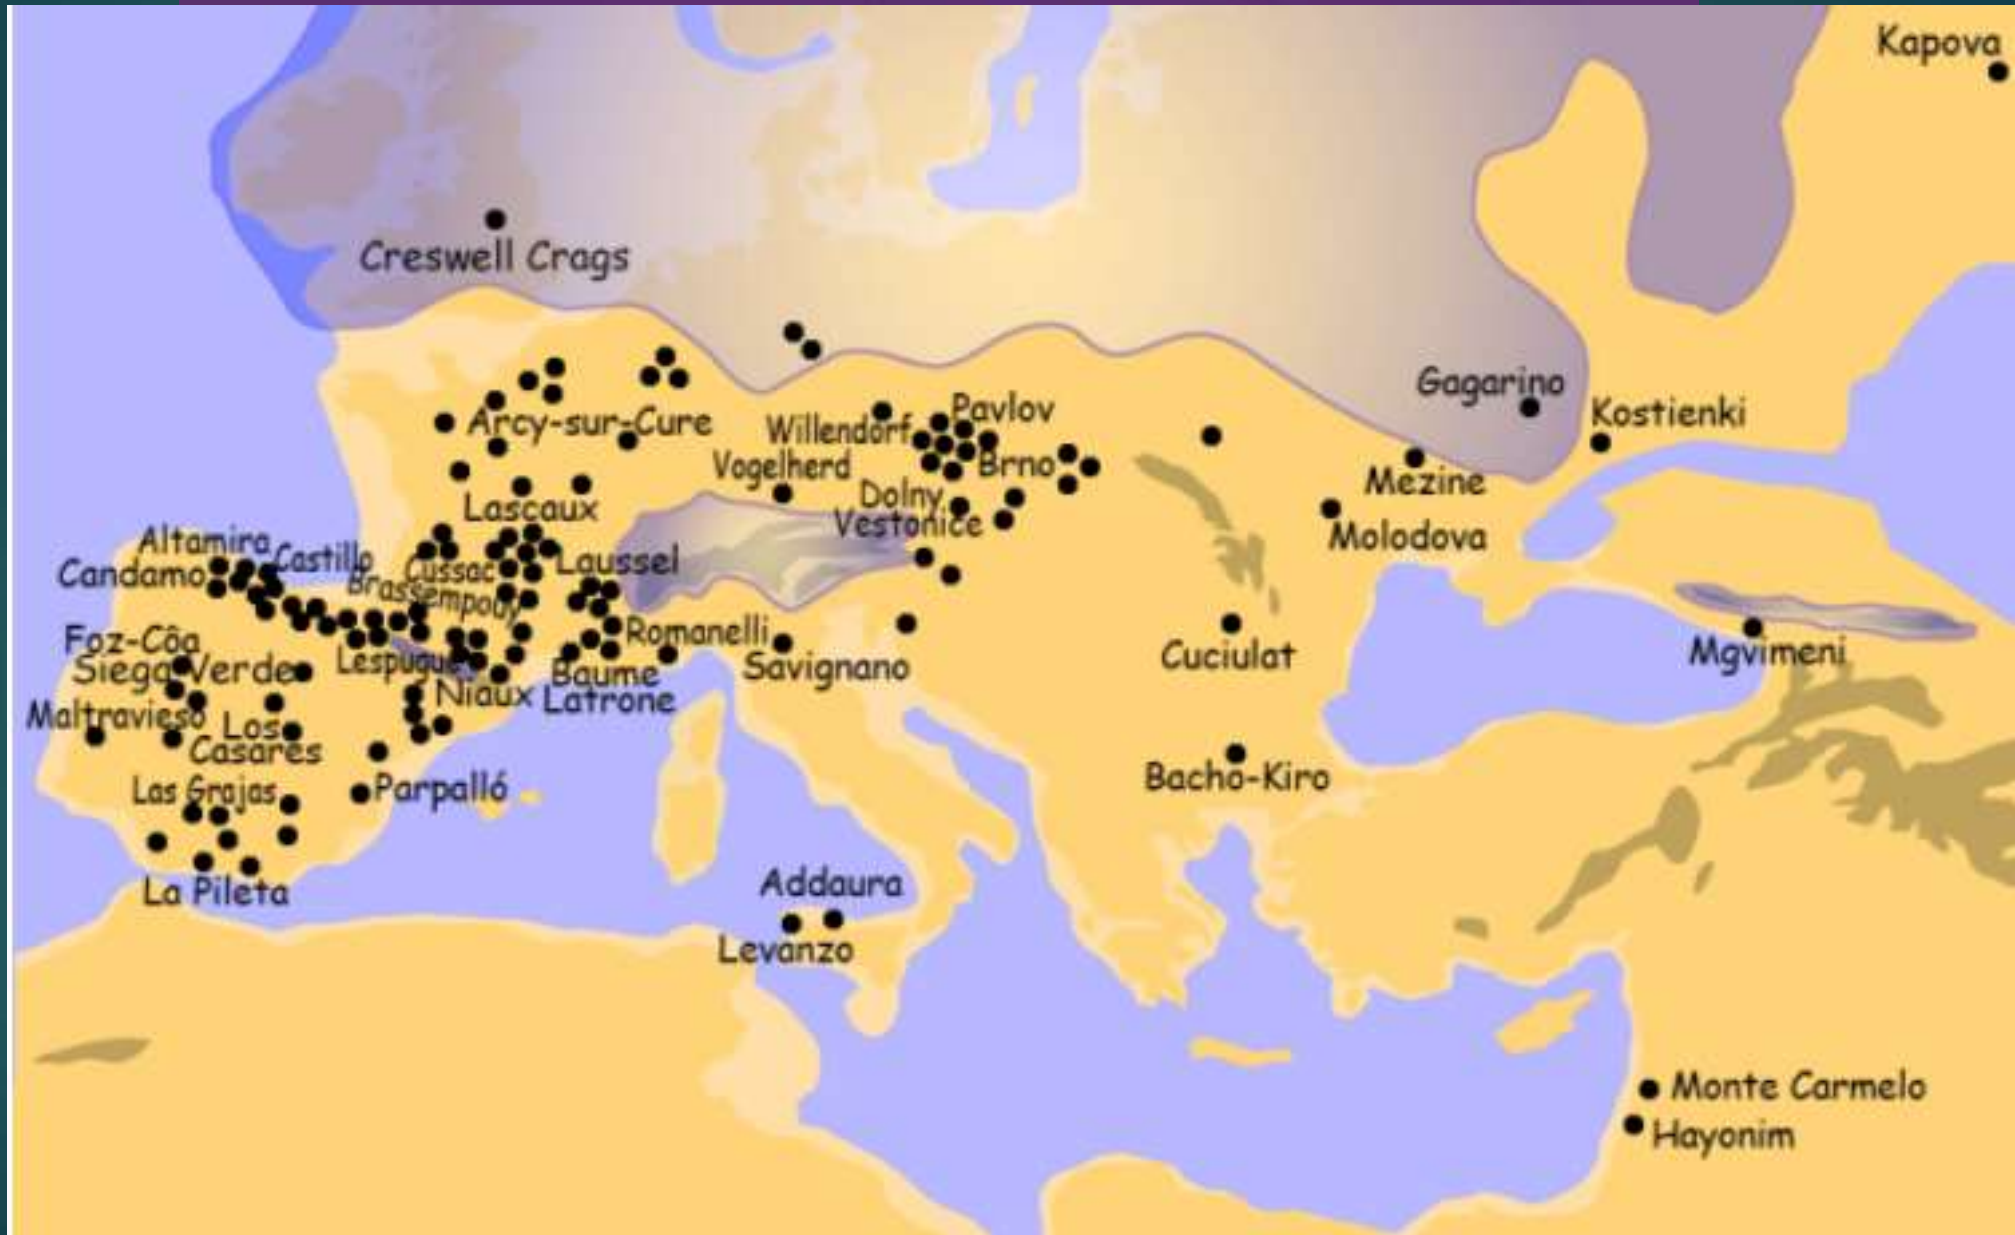 Kapova
Creswell Crags
Gagarino
Kostienki
Arcy-sur-Cure
Pavlov
Willendorf
Vogelherd
Brno
Mezine
Dolny
Vestonice
Molodova
Lascaux
Altamira
Castillo
Candamo
Cussac
Laussel
Brassempouy
Foz-Côa
Siega Verde
Lespugue
Romanelli
Savignano
Baume
Latrone
Niaux
Cuciulat
Mgvimeni
Maltravieso
Los
Casares
Las Grajas
Parpalló
Bacho-Kiro
La Pileta
Addaura
Levanzo
Monte Carmelo
Hayonim